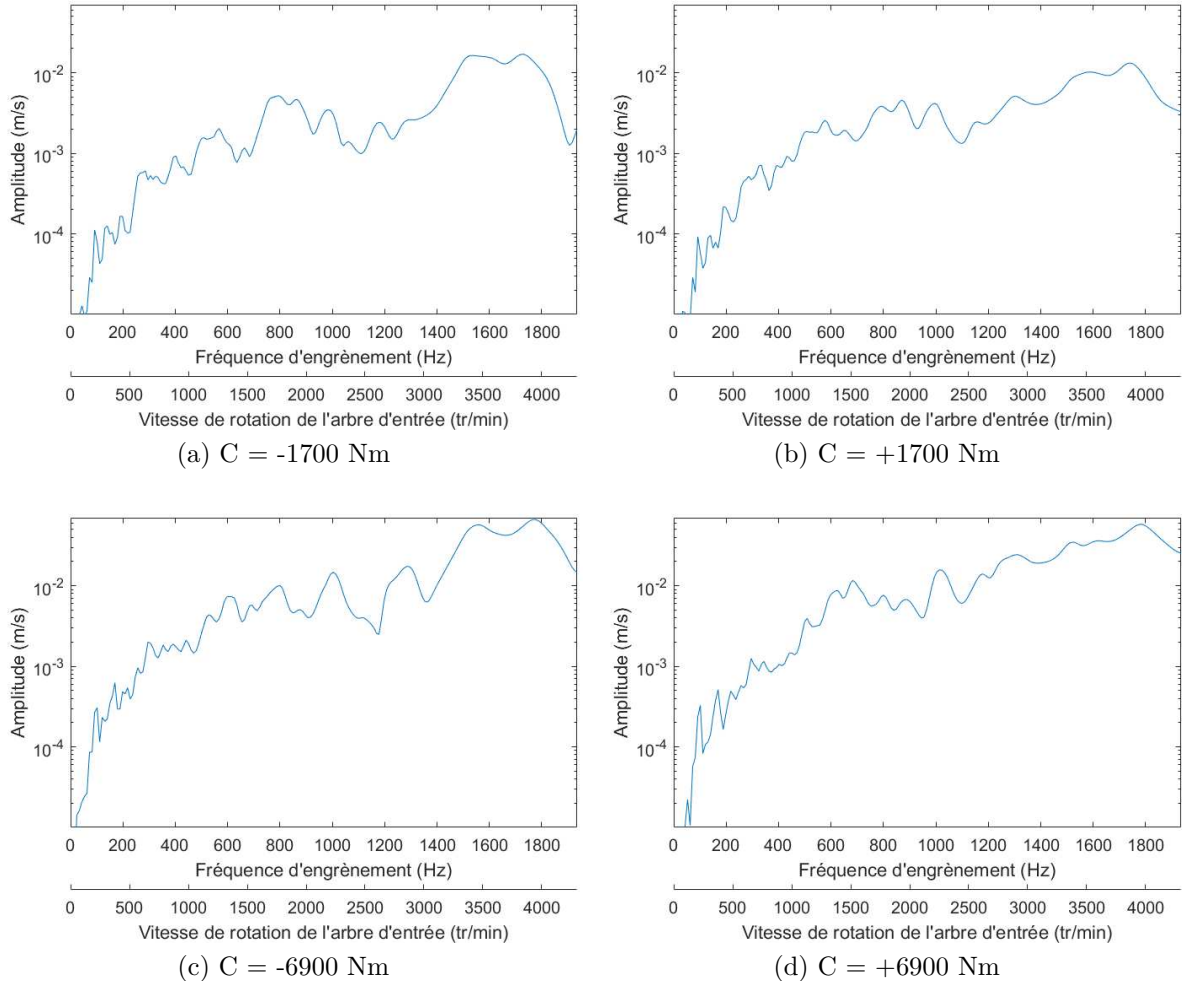 Amplitude (m/s)
10-2
10-3
10-4
0 200 400 600 800 1000 1200 1400 1600 1800
Fréquence d'engrènement (Hz)
0 500 1000 1500 2000 2500 3000 3500 4000
Vitesse de rotation de l'arbre d'entrée (tr/min)
(a) C = -1700 Nm
Amplitude (m/s)
10-2
10-3
10-4
0 200 400 600 800 1000 1200 1400 1600 1800
Fréquence d'engrènement (Hz)
0 500 1000 1500 2000 2500 3000 3500 4000
Vitesse de rotation de l'arbre d'entrée (tr/min)
(b) C = +1700 Nm
Amplitude (m/s)
10-2
10-3
10-4
0 200 400 600 800 1000 1200 1400 1600 1800
Fréquence d'engrènement (Hz)
0 500 1000 1500 2000 2500 3000 3500 4000
Vitesse de rotation de l'arbre d'entrée (tr/min)
(c) C = -6900 Nm
Amplitude (m/s)
10-2
10-3
10-4
0 200 400 600 800 1000 1200 1400 1600 1800
Fréquence d'engrènement (Hz)
0 500 1000 1500 2000 2500 3000 3500 4000
Vitesse de rotation de l'arbre d'entrée (tr/min)
(d) C = +6900 Nm